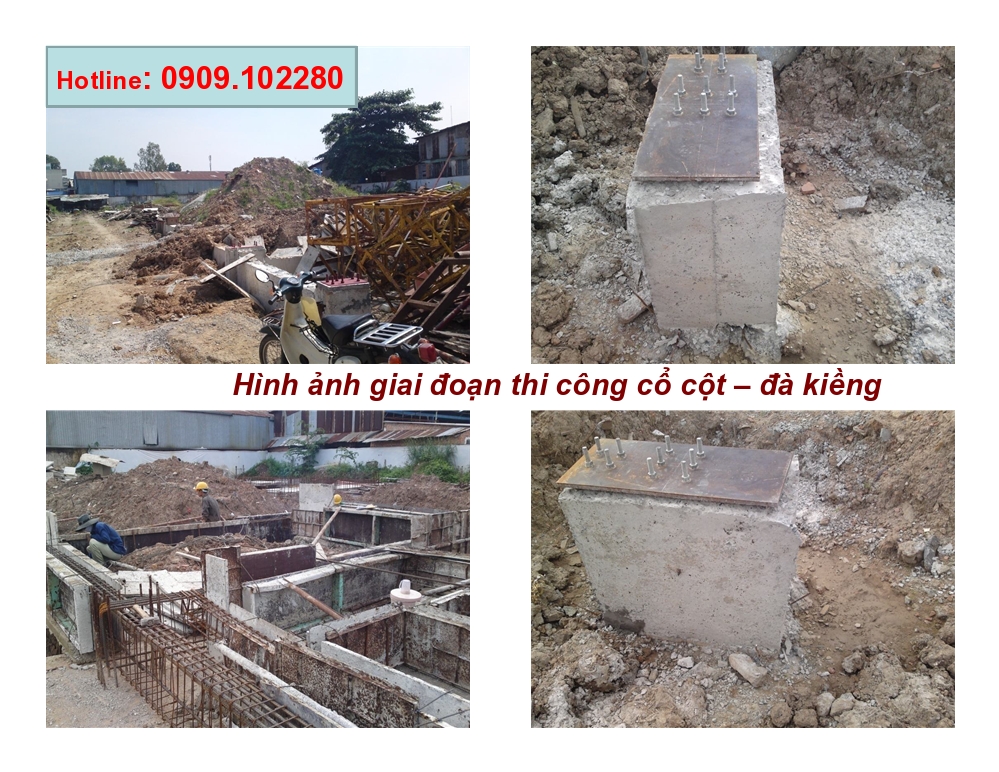 Hotline: 0909.102280
Hình ảnh giai đoạn thi công cổ cột – đà kiềng